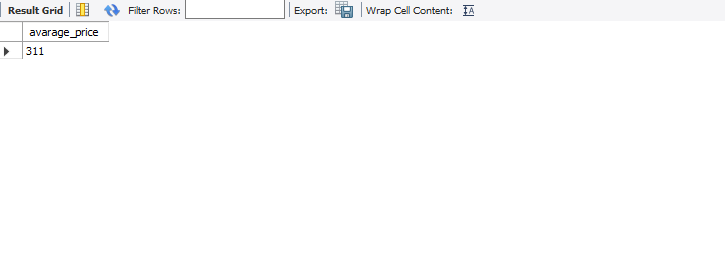 Result Grid Filter Rows: Export: Wrap Cell Content: A
avarage_price
311